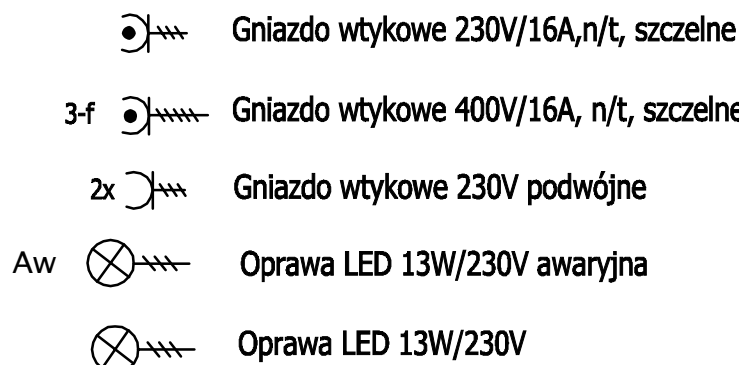 Gniazdo wtykowe 230V/16A,n/t, szczelne
3-f Gniazdo wtykowe 400V/16A, n/t, szczelne
2x Gniazdo wtykowe 230V podwójne
Aw Oprawa LED 13W/230V awaryjna
Oprawa LED 13W/230V